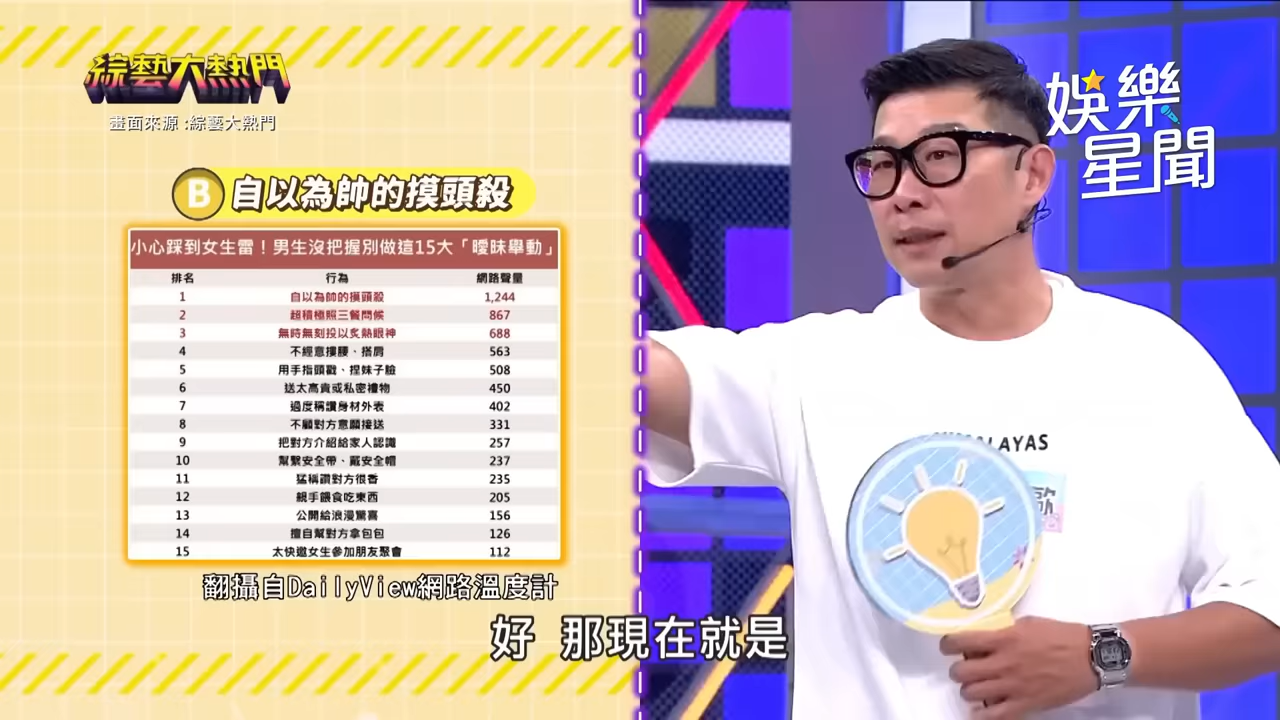 綜藝大熱門
畫面來源:綜藝大熱門
B 自以為帥的摸頭殺
小心踩到女生雷!男生沒把握別做這15大「曖昧舉動」
排名 行為 網路聲量
1 自以為帥的摸頭殺 1,244
2 超積極照三餐問候 867
3 無時無刻投以炙熱眼神 688
4 不經意摟腰、搭肩 563
5 用手指頭戳、捏妹子臉 508
6 送太高貴或私密禮物 450
7 過度稱讚身材外表 402
8 不顧對方意願接送 331
9 把對方介紹給家人認識 257
10 幫繫安全帶、戴安全帽 237
11 猛稱讚對方很香 235
12 親手餵食吃東西 205
13 公開給浪漫驚喜 156
14 擅自幫對方拿包包 126
15 太快邀女生參加朋友聚會 112
翻攝自DailyView網路溫度計
娛樂
星聞
ALAYAS
好 那現在就是